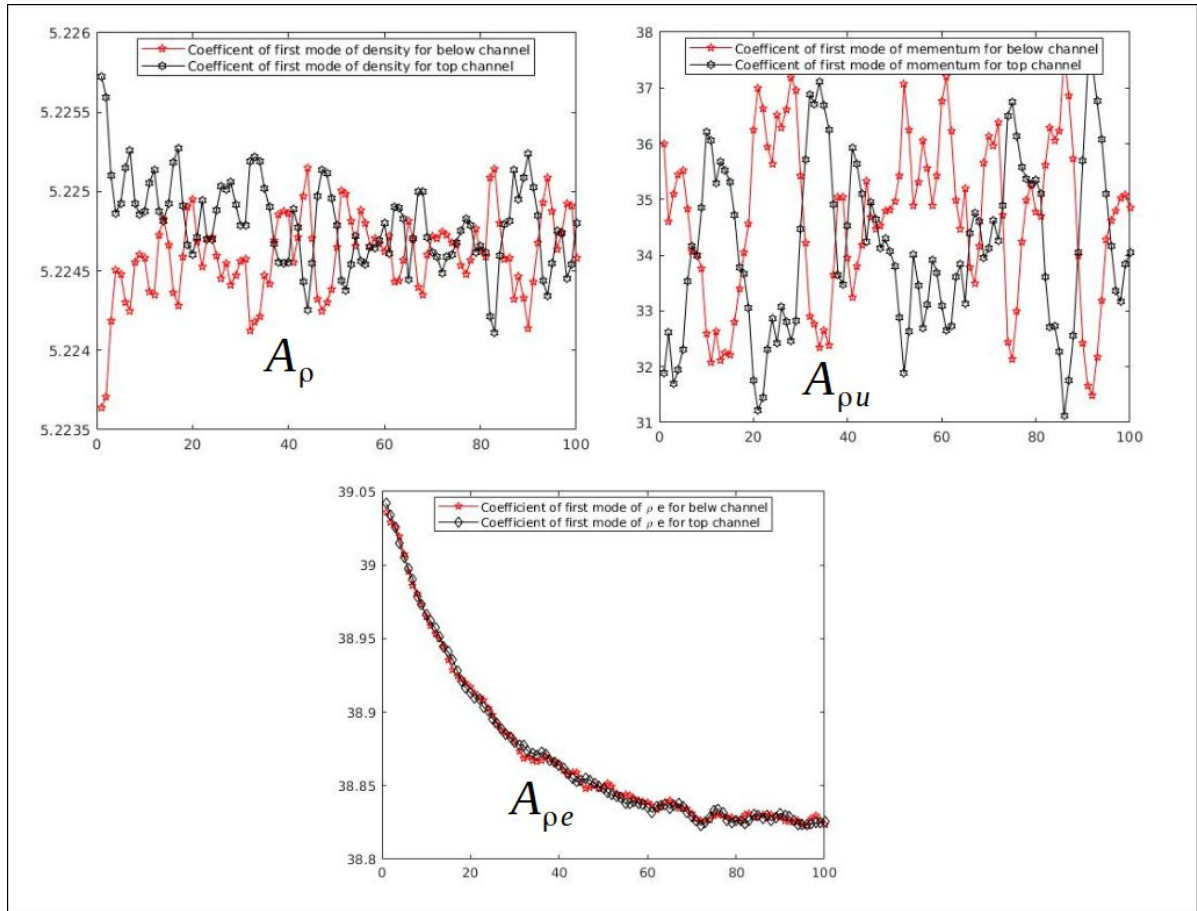 5.226
Coefficent of first mode of density for below channel
Coefficent of first mode of density for top channel
5.2255
5.225
5.2245
5.224
5.2235
0 20 40 60 80 100
Aρ
38
Coefficent of first mode of mementum for below channel
Coefficent of first mode of momentum for top channel
37
36
35
34
33
32
31
0 20 40 60 80 100
Aρu
39.05
Coefficient of first mode of ρ e for belw channel
Coefficient of first mode of ρ e for top channel
39
38.95
38.9
38.85
38.8
0 20 40 60 80 100
Aρe